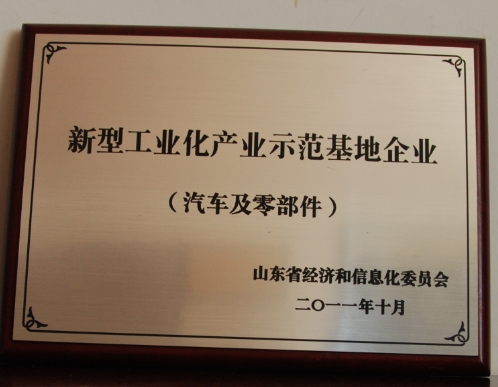 新型工业化产业示范基地企业
（汽车及零部件）
山东省经济和信息化委员会
二〇一一年十月